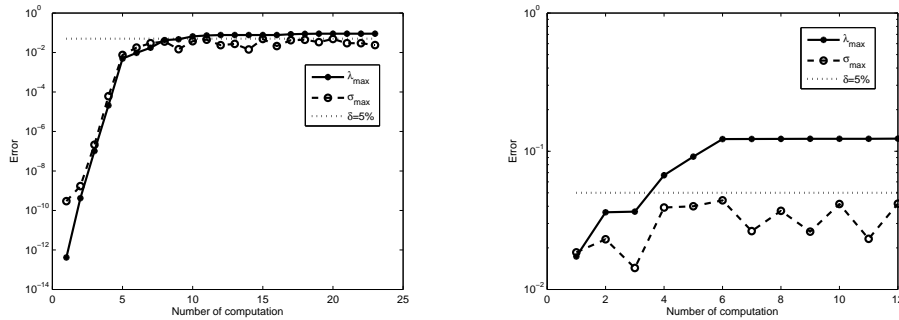 10^0
10^-2
10^-4
10^-6
10^-8
10^-10
10^-12
10^-14
Error
0 5 10 15 20 25
Number of computation
λ_max
σ_max
δ=5%
10^0
10^-1
10^-2
Error
0 2 4 6 8 10 12
Number of computation
λ_max
σ_max
δ=5%